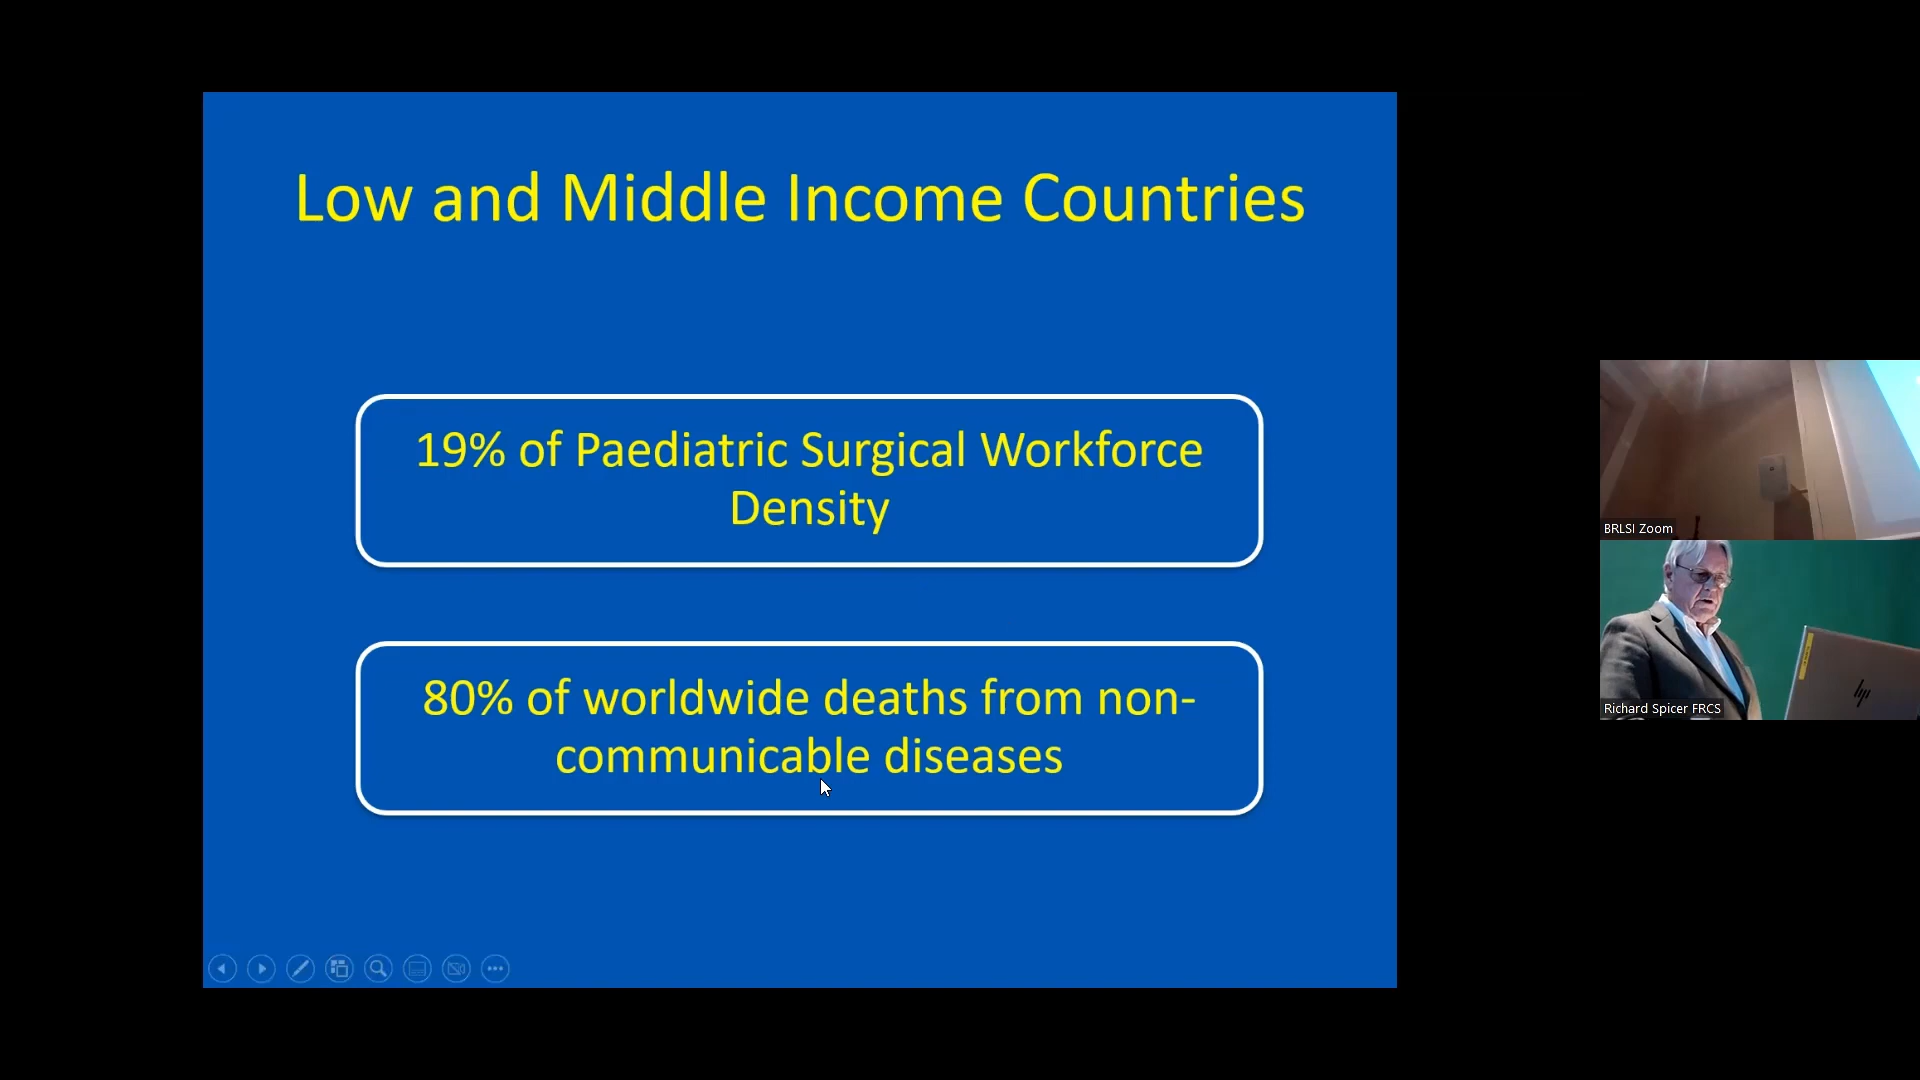 Low and Middle Income Countries
19% of Paediatric Surgical Workforce
Density
80% of worldwide deaths from non-
communicable diseases
BRLSI Zoom
hp
Richard Spicer FRCS